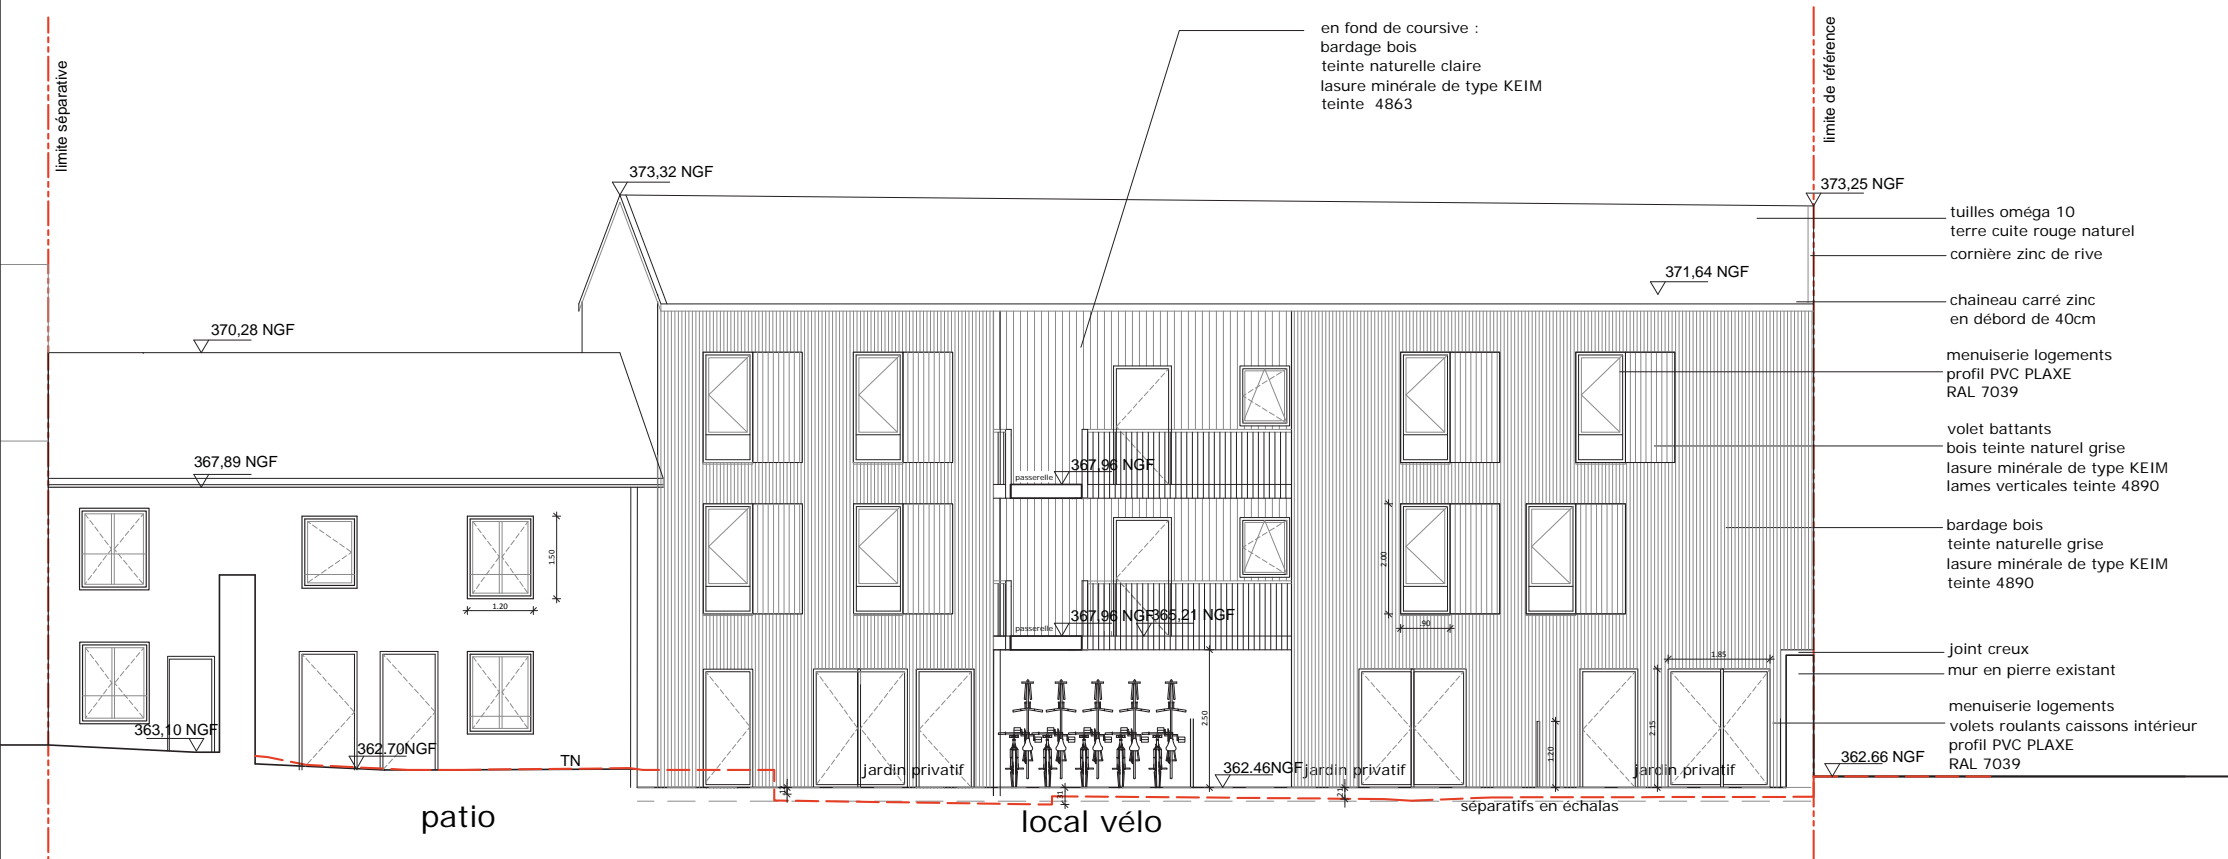 limite séparative
en fond de coursive :
bardage bois
teinte naturelle claire
lasure minérale de type KEIM
teinte 4863
limite de référence
373,32 NGF
373,25 NGF
tuilles oméga 10
terre cuite rouge naturel
cornière zinc de rive
371,64 NGF
chaineau carré zinc
en débord de 40cm
370,28 NGF
menuiserie logements
profil PVC PLAXE
RAL 7039
volet battants
bois teinte naturel grise
lasure minérale de type KEIM
lames verticales teinte 4890
367,89 NGF
367.96 NGF
passerelle
bardage bois
teinte naturelle grise
lasure minérale de type KEIM
teinte 4890
1.50
1.20
2.00
.90
367.96 NGF
365,21 NGF
passerelle
joint creux
mur en pierre existant
1.85
menuiserie logements
volets roulants caissons intérieur
profil PVC PLAXE
RAL 7039
363,10 NGF
362.70NGF
TN
2.50
1.20
2.15
362.66 NGF
jardin privatif
362.46NGF
jardin privatif
jardin privatif
.31
.21
séparatifs en échalas
patio
local vélo